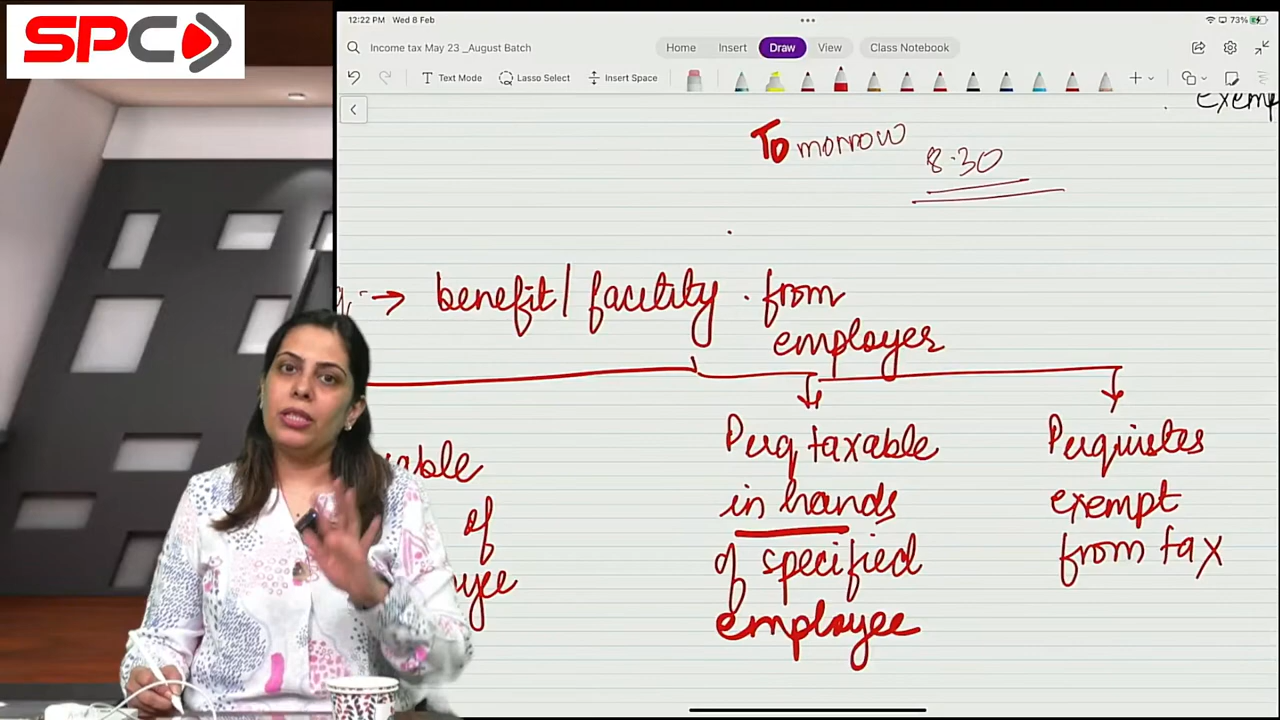 SPC
12:22 PM Wed 8 Feb
73%
Income tax May 23 _August Batch
Home Insert Draw View Class Notebook
Text Mode Lasso Select Insert Space
exemp
Tomorrow 8.30
benefit/facility. from
employer
able
of
yee
Perq taxable
in hands
of specified
employee
Perquistes
exempt
from tax